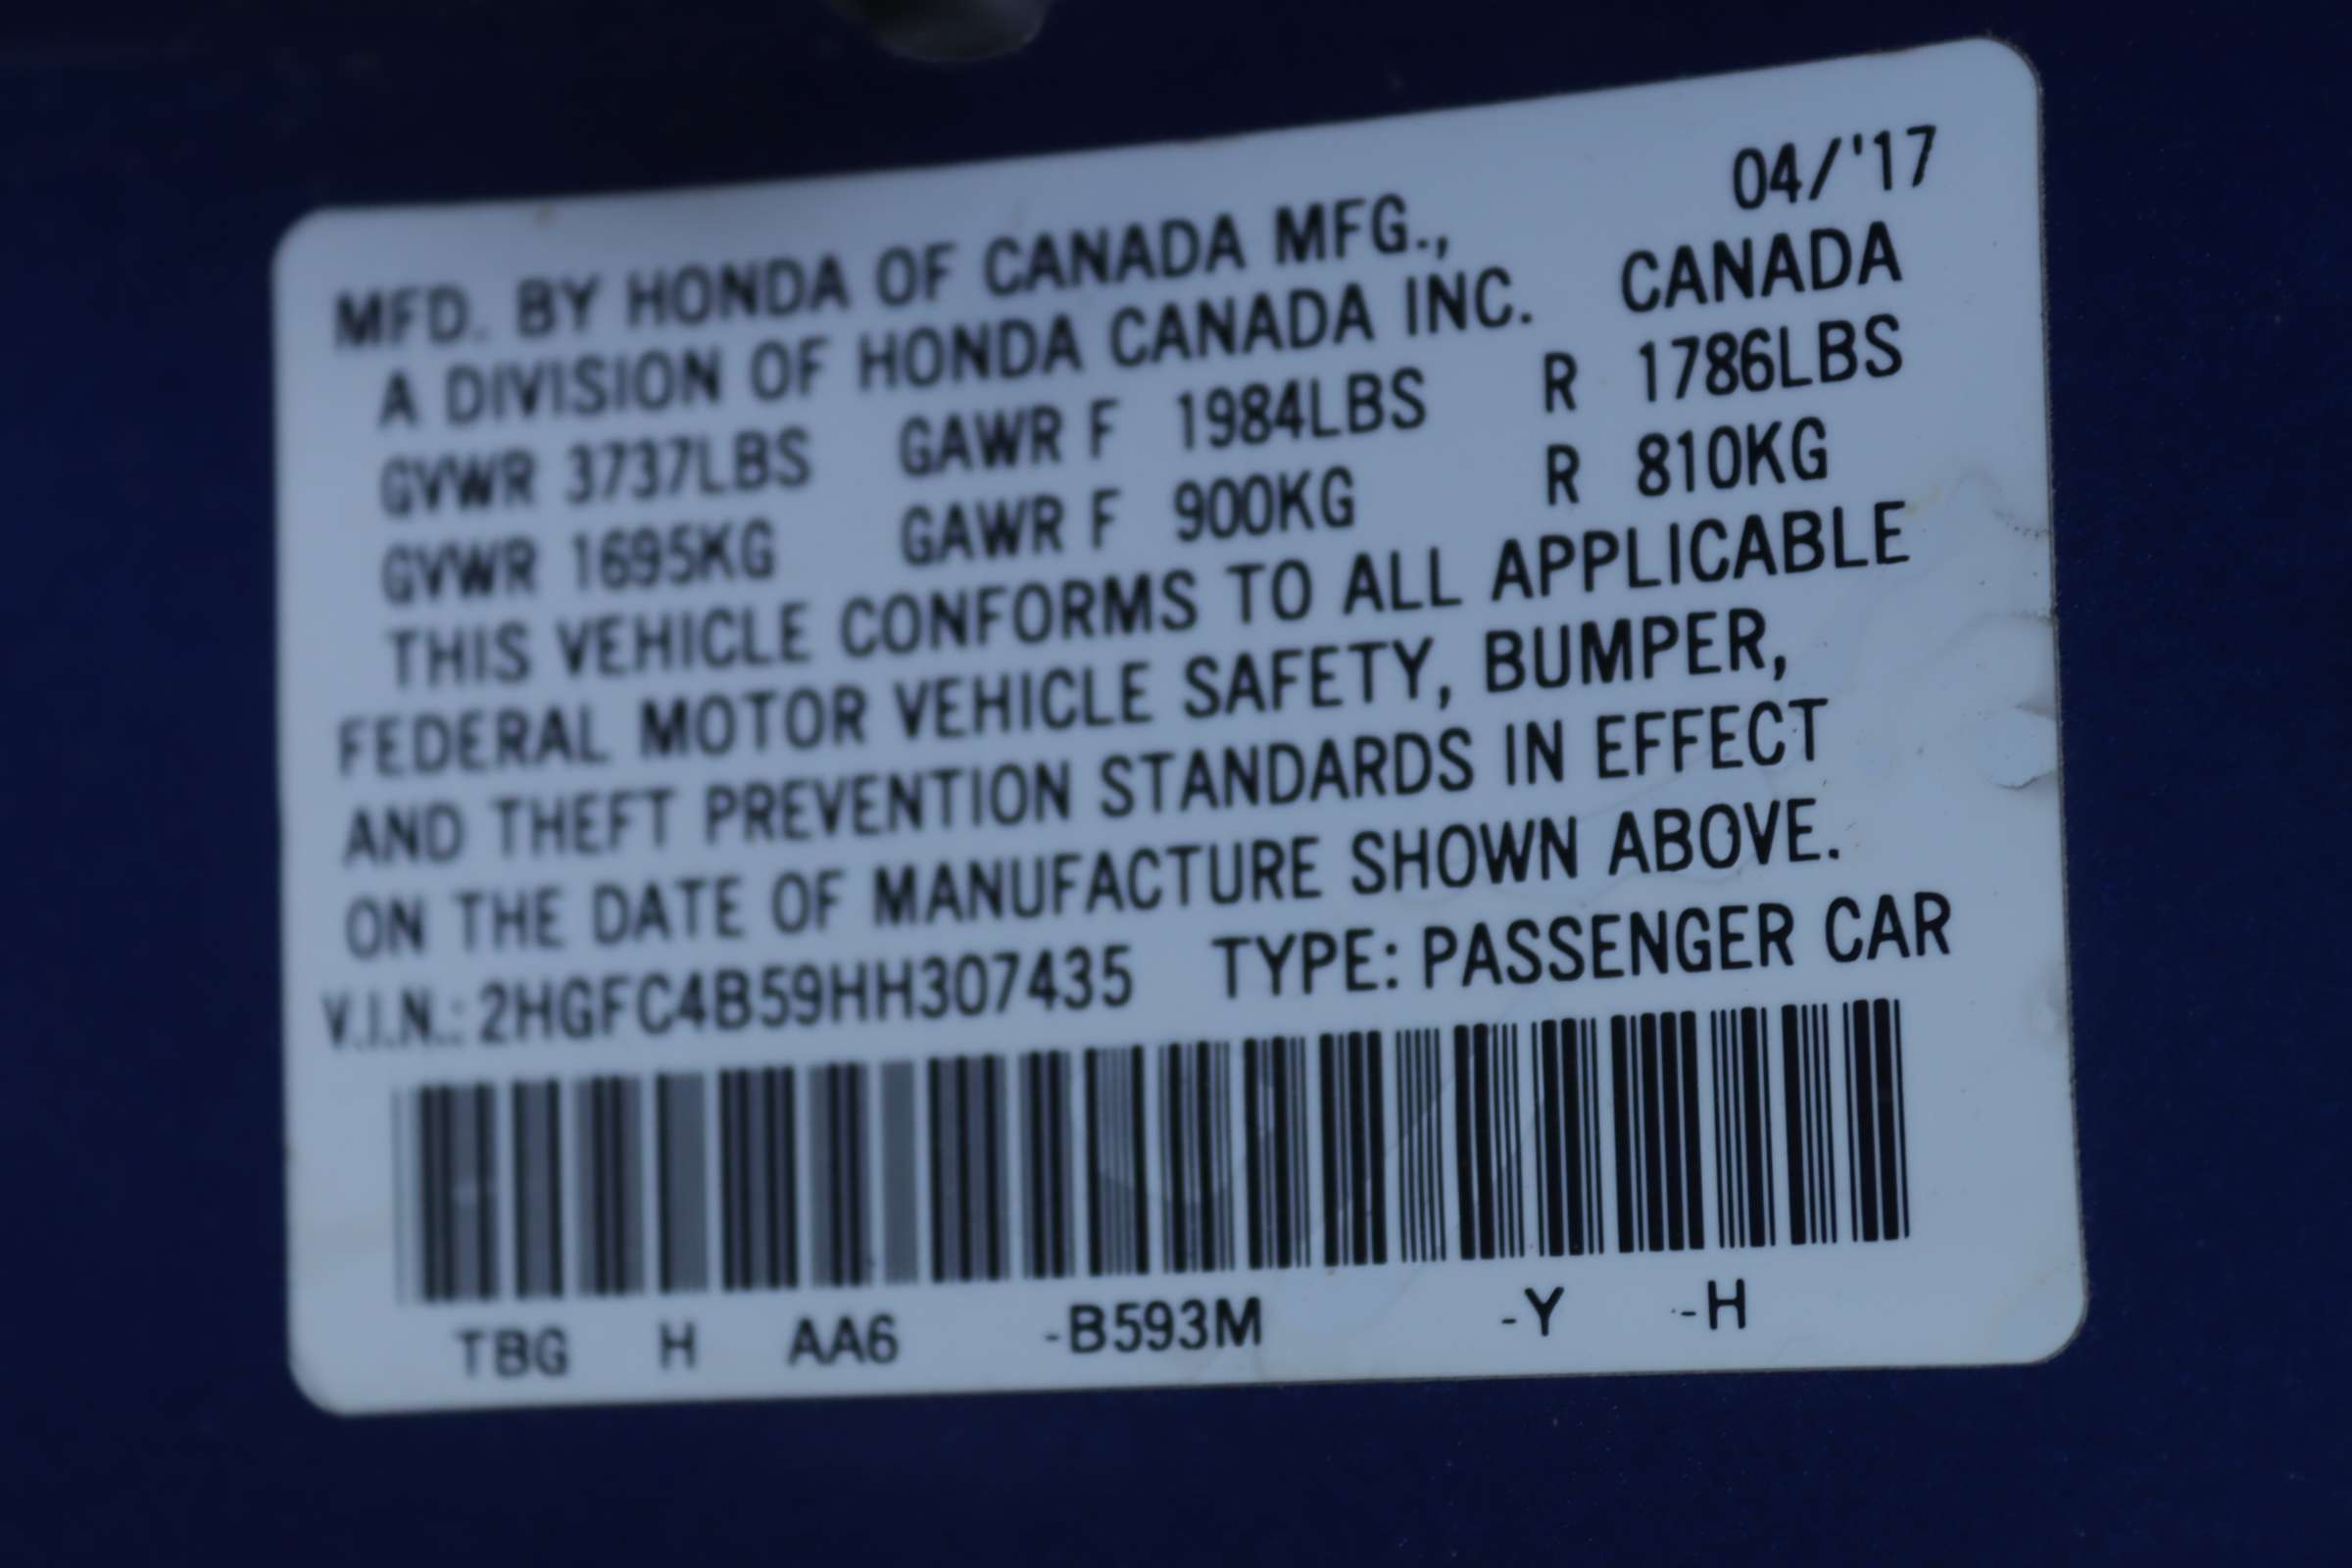 04/'17
MFD. BY HONDA OF CANADA MFG.,
A DIVISION OF HONDA CANADA INC. CANADA
GVWR 3737LBS GAWR F 1984LBS R 1786LBS
GVWR 1695KG GAWR F 900KG R 810KG
THIS VEHICLE CONFORMS TO ALL APPLICABLE
FEDERAL MOTOR VEHICLE SAFETY, BUMPER,
AND THEFT PREVENTION STANDARDS IN EFFECT
ON THE DATE OF MANUFACTURE SHOWN ABOVE.
V.I.N.: 2HGFC4B59HH307435 TYPE: PASSENGER CAR
TBG H AA6 -B593M -Y -H